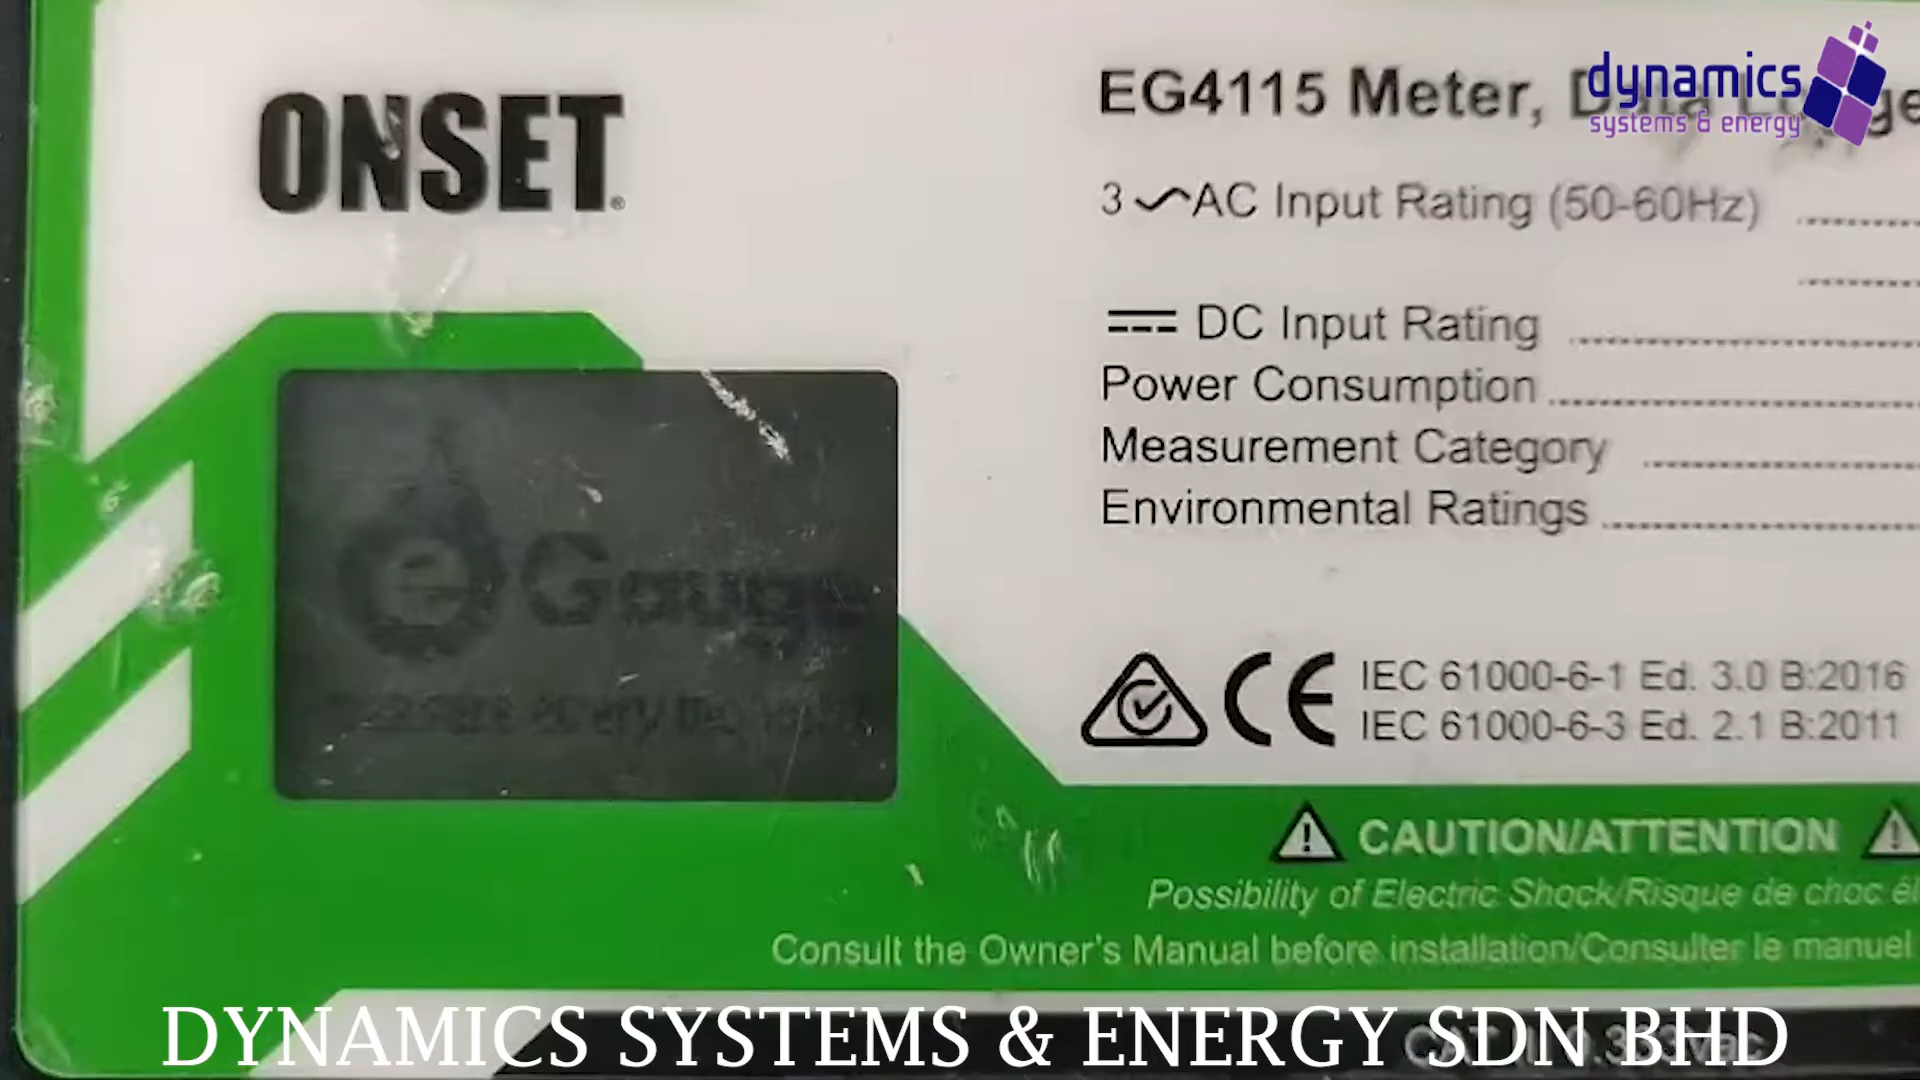 dynamics
systems & energy
ONSET®
EG4115 Meter,
3 AC Input Rating (50-60Hz)
DC Input Rating
Power Consumption
Measurement Category
Environmental Ratings
eGauge
CE
IEC 61000-6-1 Ed. 3.0 B:2016
IEC 61000-6-3 Ed. 2.1 B:2011
CAUTION/ATTENTION
Possibility of Electric Shock/Risque de choc
Consult the Owner's Manual before installation/Consulter le manuel
DYNAMICS SYSTEMS & ENERGY SDN BHD